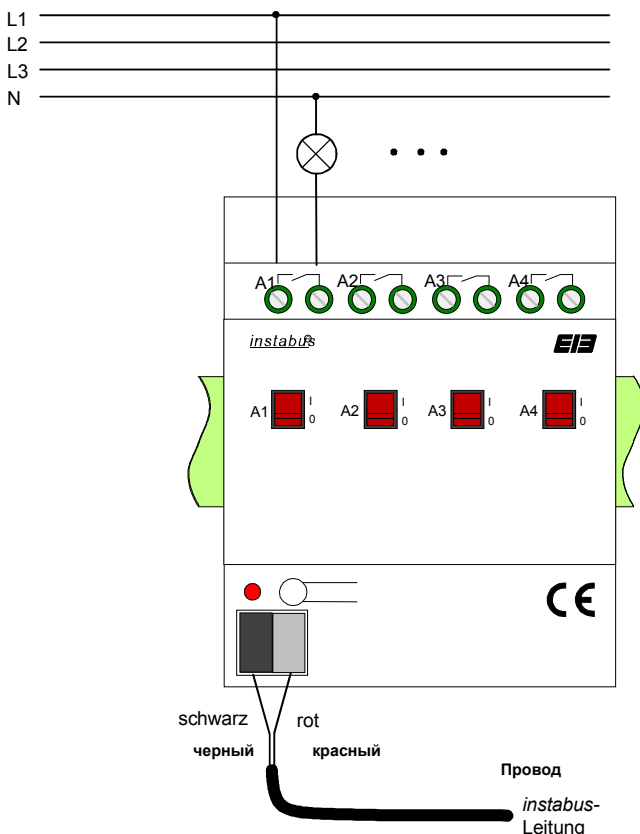 L1
L2
L3
N
A1 A2 A3 A4
instabus®
EIB
A1 I 0 A2 I 0 A3 I 0 A4 I 0
CE
schwarz rot
черный красный
Провод
instabus-
Leitung